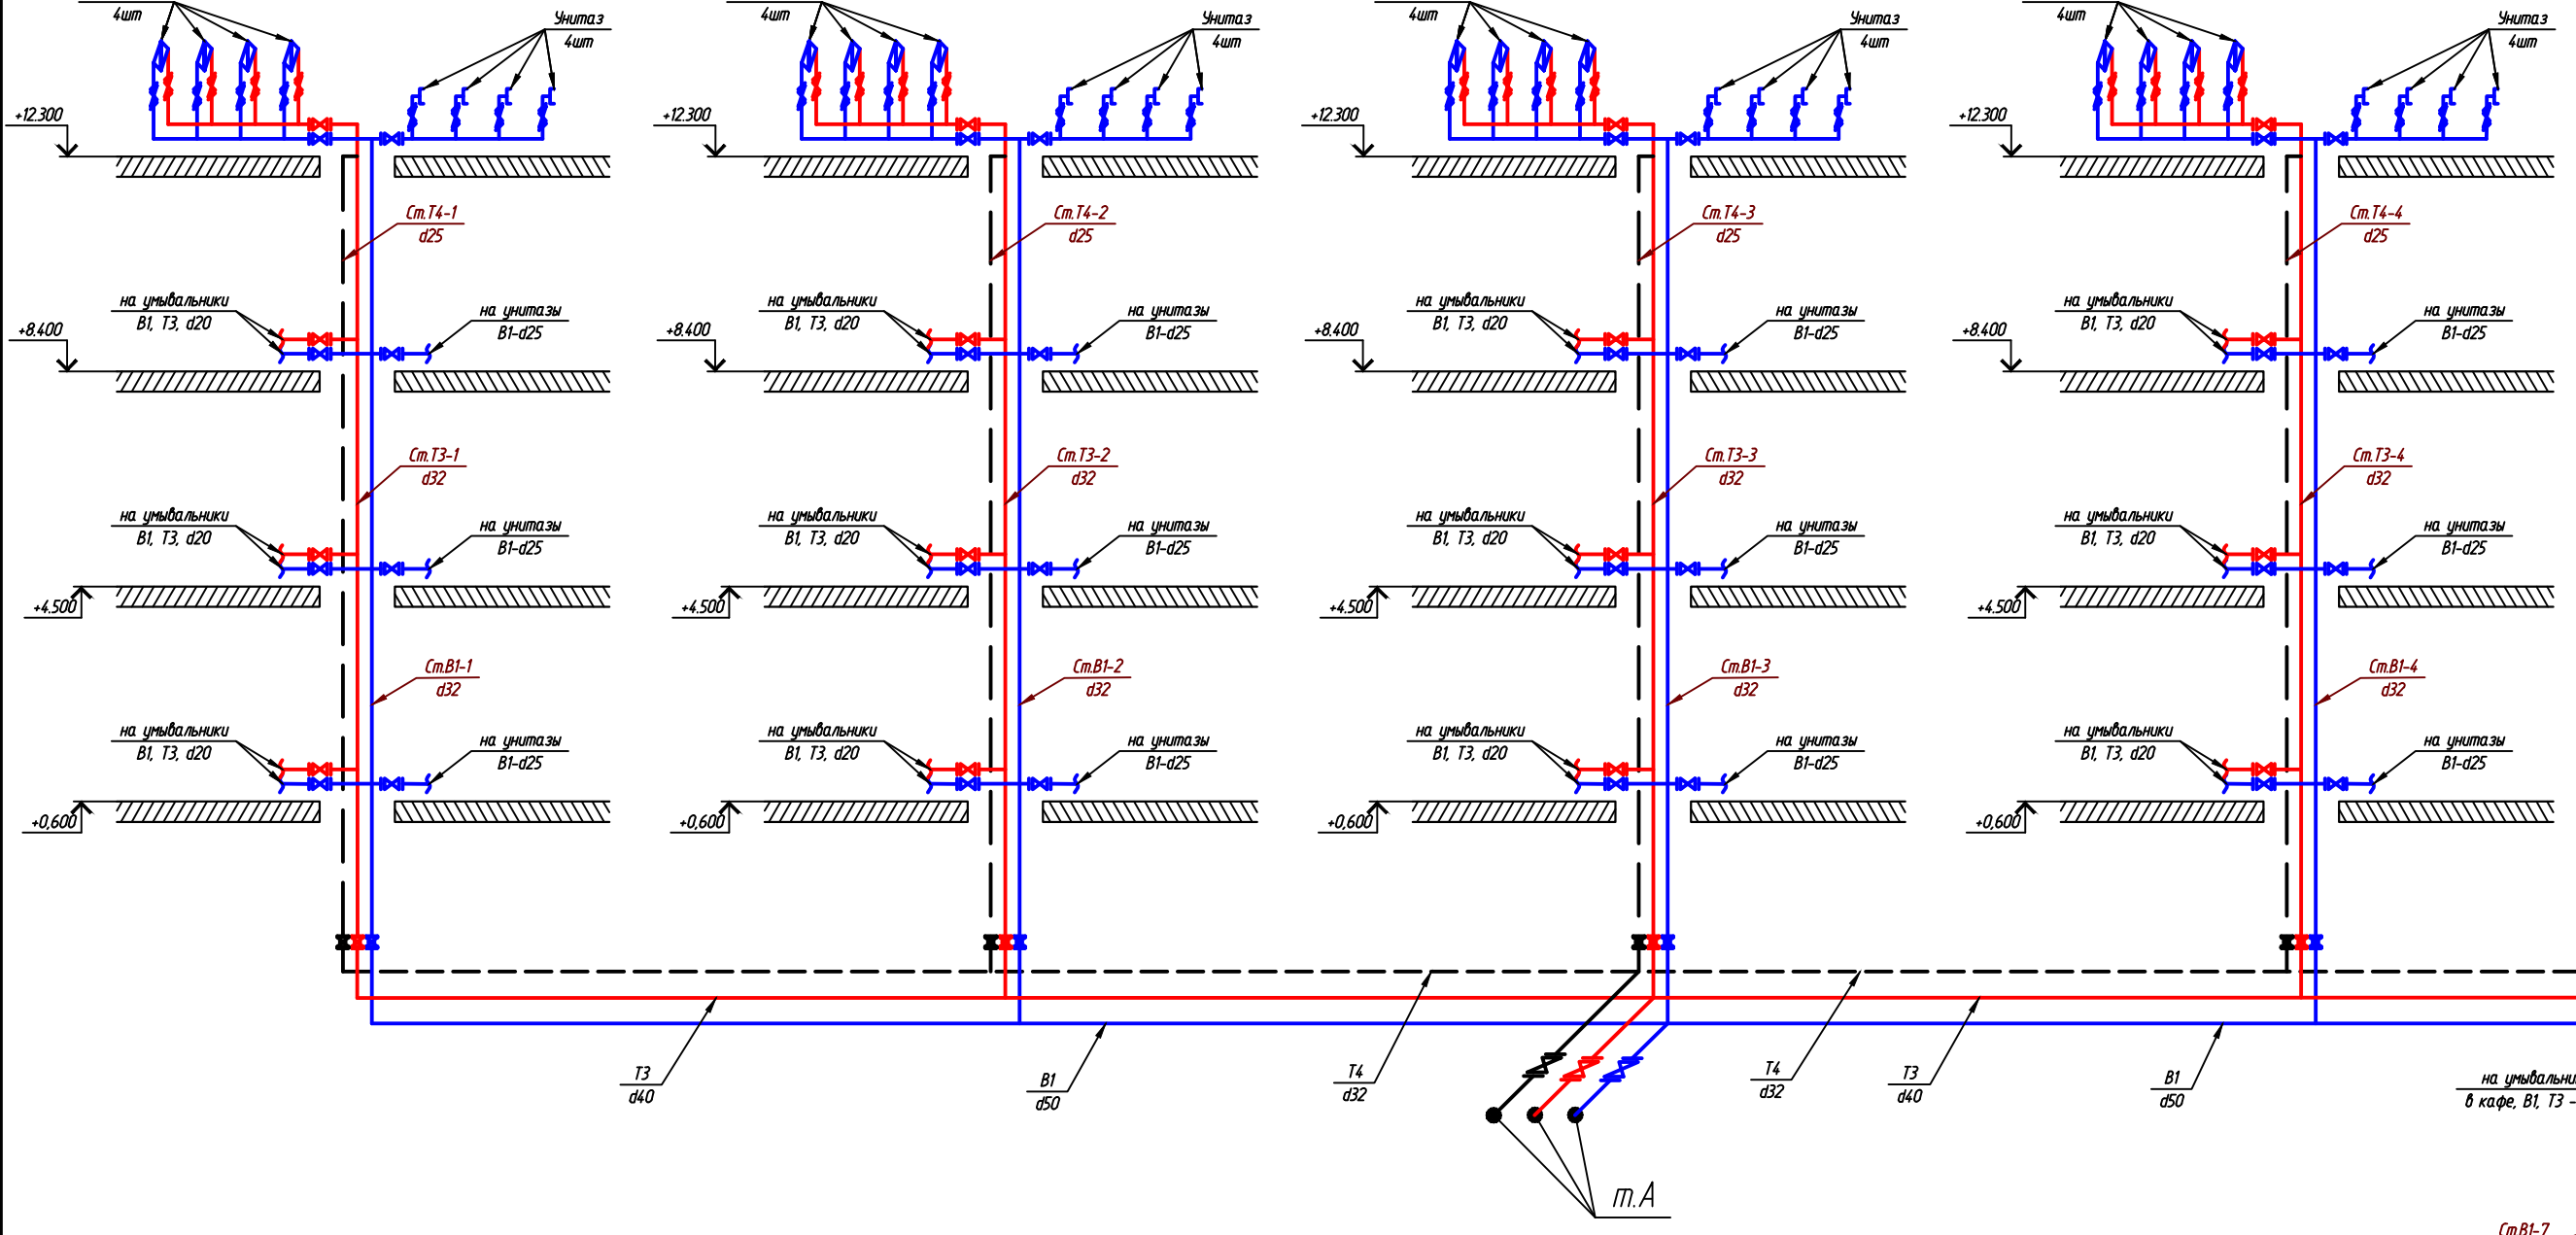 4шт
Унитаз
4шт
4шт
Унитаз
4шт
4шт
Унитаз
4шт
4шт
Унитаз
4шт
+12.300
+12.300
+12.300
+12.300
Ст.Т4-1
d25
Ст.Т4-2
d25
Ст.Т4-3
d25
Ст.Т4-4
d25
на умывальники
В1, Т3, d20
на унитазы
В1-d25
на умывальники
В1, Т3, d20
на унитазы
В1-d25
на умывальники
В1, Т3, d20
на унитазы
В1-d25
на умывальники
В1, Т3, d20
на унитазы
В1-d25
+8.400
+8.400
+8.400
+8.400
Ст.Т3-1
d32
Ст.Т3-2
d32
Ст.Т3-3
d32
Ст.Т3-4
d32
на умывальники
В1, Т3, d20
на унитазы
В1-d25
на умывальники
В1, Т3, d20
на унитазы
В1-d25
на умывальники
В1, Т3, d20
на унитазы
В1-d25
на умывальники
В1, Т3, d20
на унитазы
В1-d25
+4.500
+4.500
+4.500
+4.500
Ст.В1-1
d32
Ст.В1-2
d32
Ст.В1-3
d32
Ст.В1-4
d32
на умывальники
В1, Т3, d20
на унитазы
В1-d25
на умывальники
В1, Т3, d20
на унитазы
В1-d25
на умывальники
В1, Т3, d20
на унитазы
В1-d25
на умывальники
В1, Т3, d20
на унитазы
В1-d25
+0,600
+0,600
+0,600
+0,600
Т3
d40
В1
d50
Т4
d32
Т4
d32
Т3
d40
В1
d50
на умывальни
в кафе, В1, Т3 -
т.А
Ст.В1-7